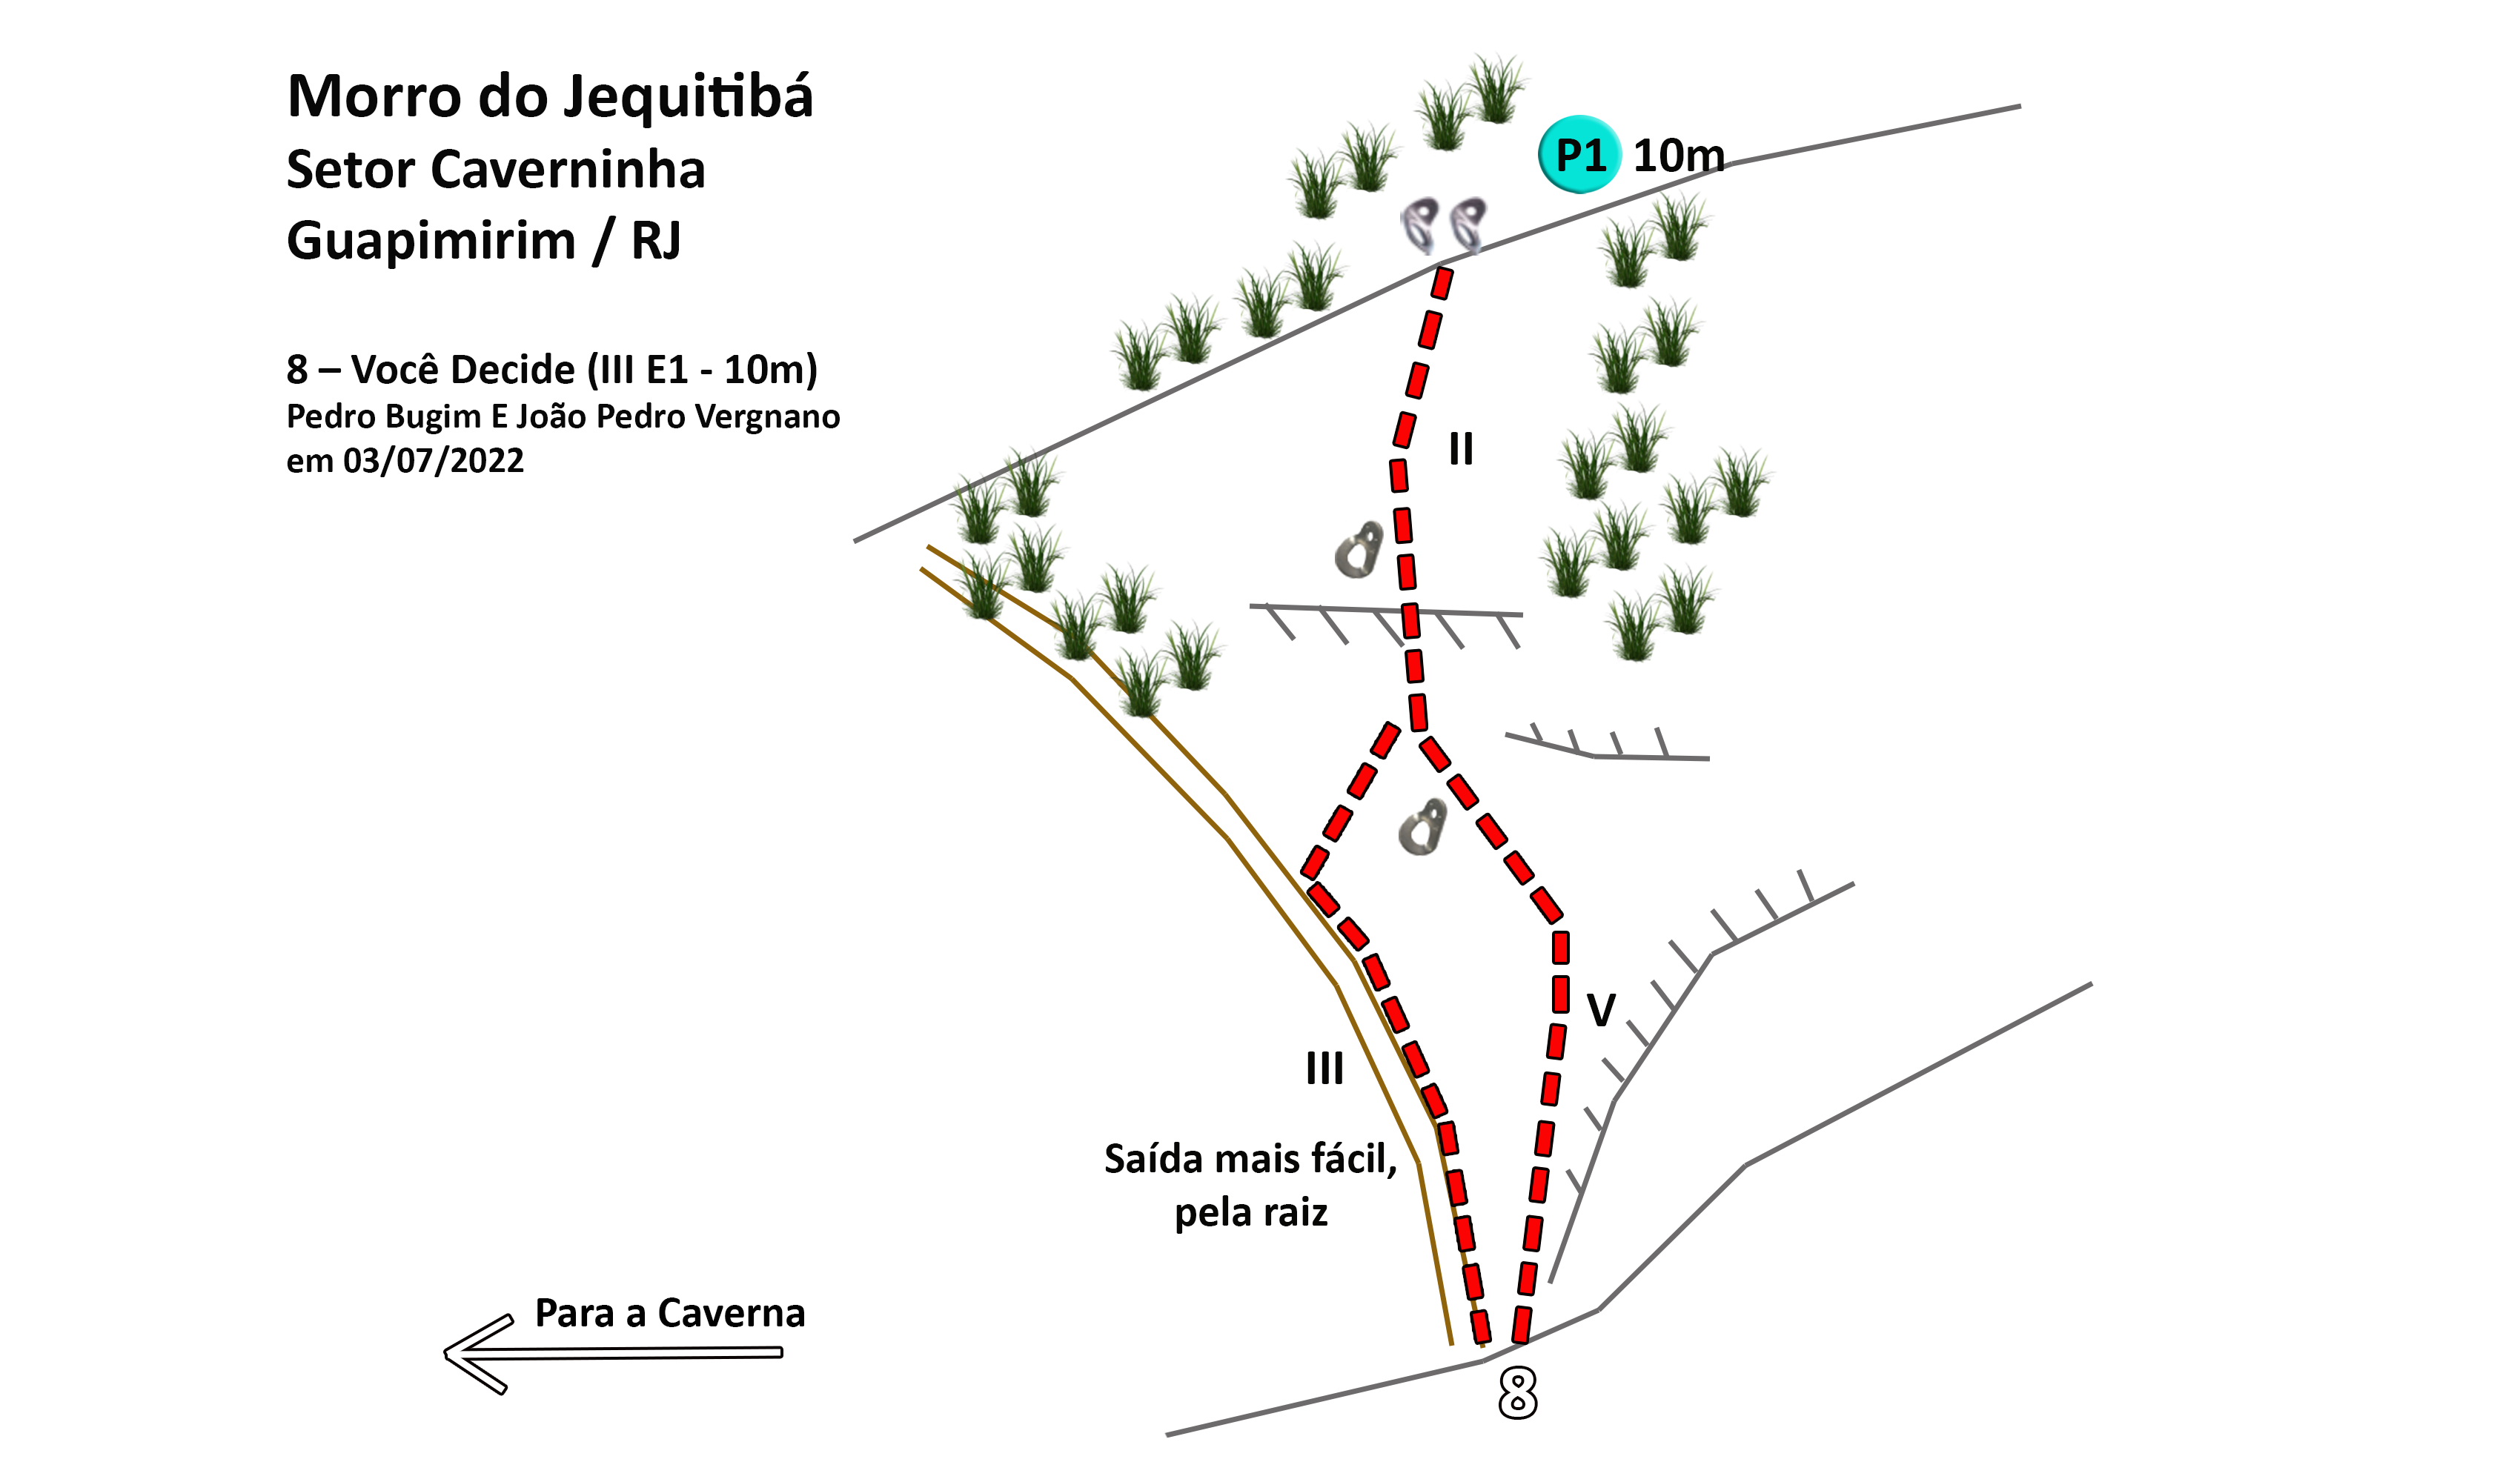 Morro do Jequitibá
Setor Caverninha
Guapimirim / RJ
8 – Você Decide (III E1 - 10m)
Pedro Bugim E João Pedro Vergnano
em 03/07/2022
P1 10m
II
V
III
Saída mais fácil,
pela raiz
Para a Caverna
8